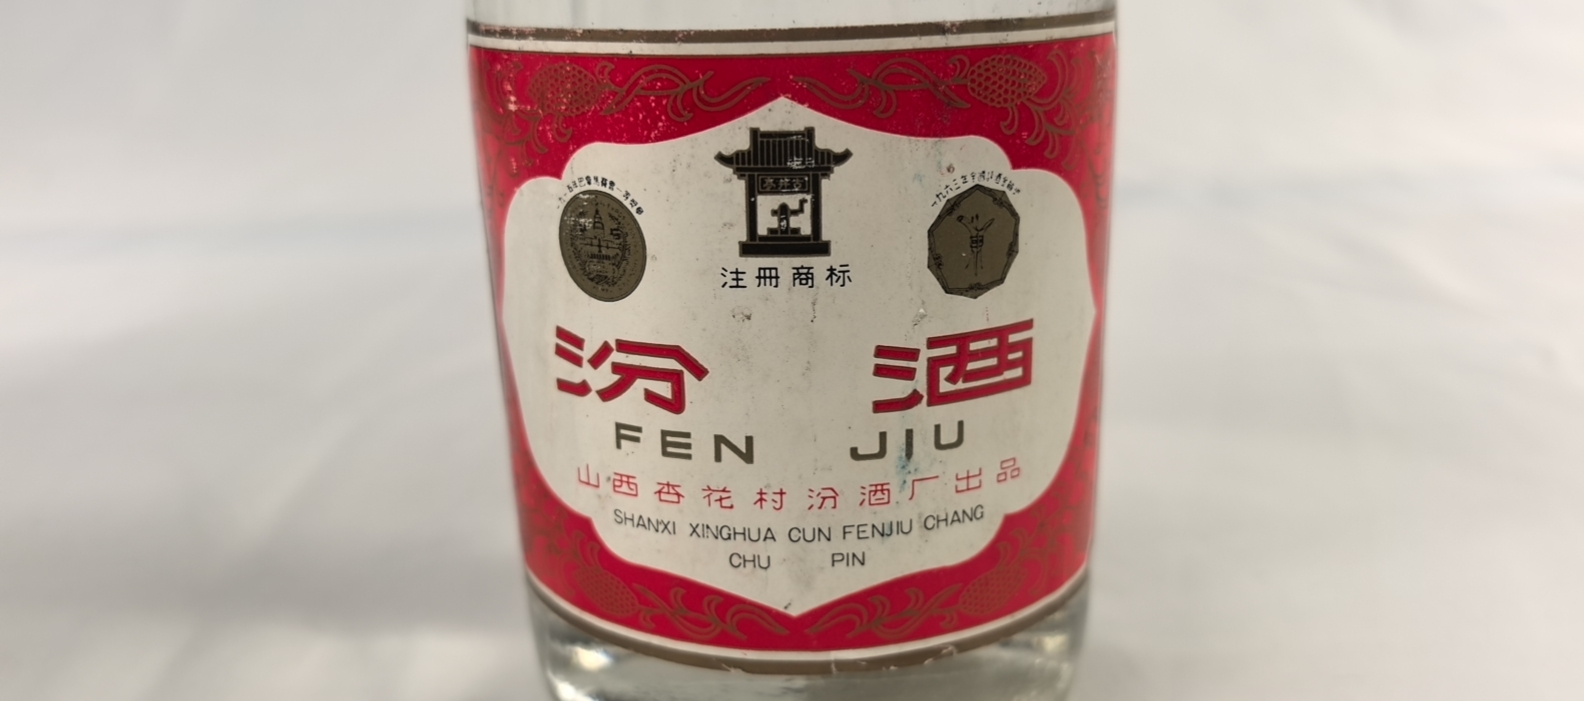 注冊商标
汾 酒
FEN JIU
山西杏花村汾酒厂出品
SHANXI XINGHUA CUN FENJIU CHANG
CHU PIN